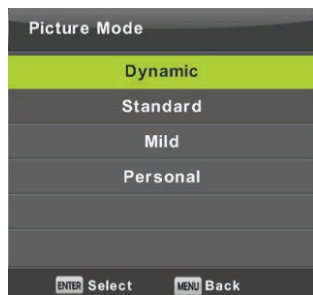 Picture Mode
Dynamic
Standard
Mild
Personal
ENTER Select MENU Back